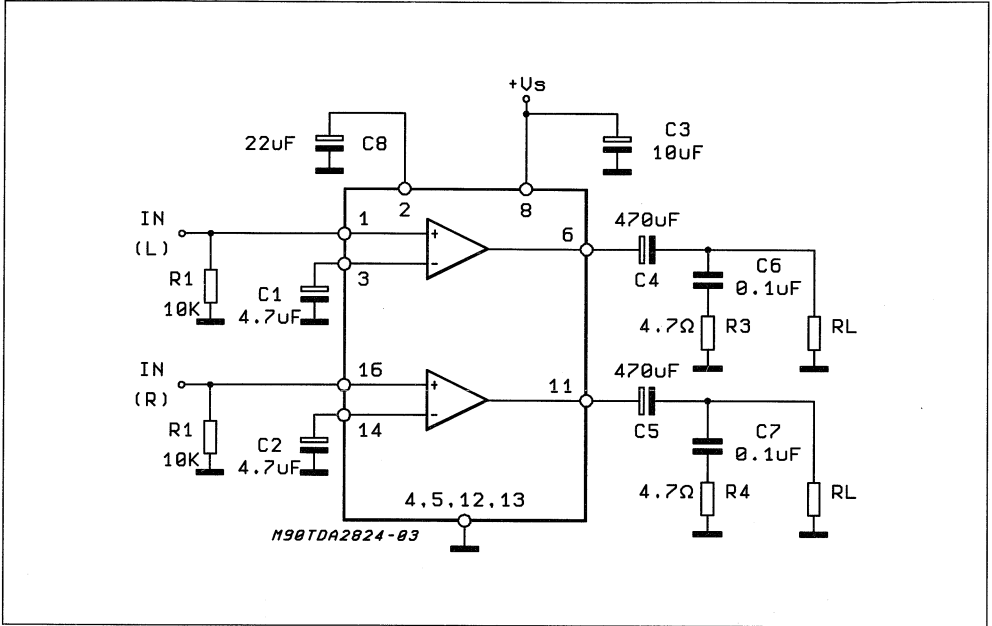 +Vs
22uF
C8
C3
10uF
2
8
IN
(L)
1
3
6
470uF
C4
C6
0.1uF
R1
10K
C1
4.7uF
4.7Ω
R3
RL
IN
(R)
16
14
11
470uF
C5
C7
0.1uF
R1
10K
C2
4.7uF
4.7Ω
R4
RL
4,5,12,13
M90TDA2824-03